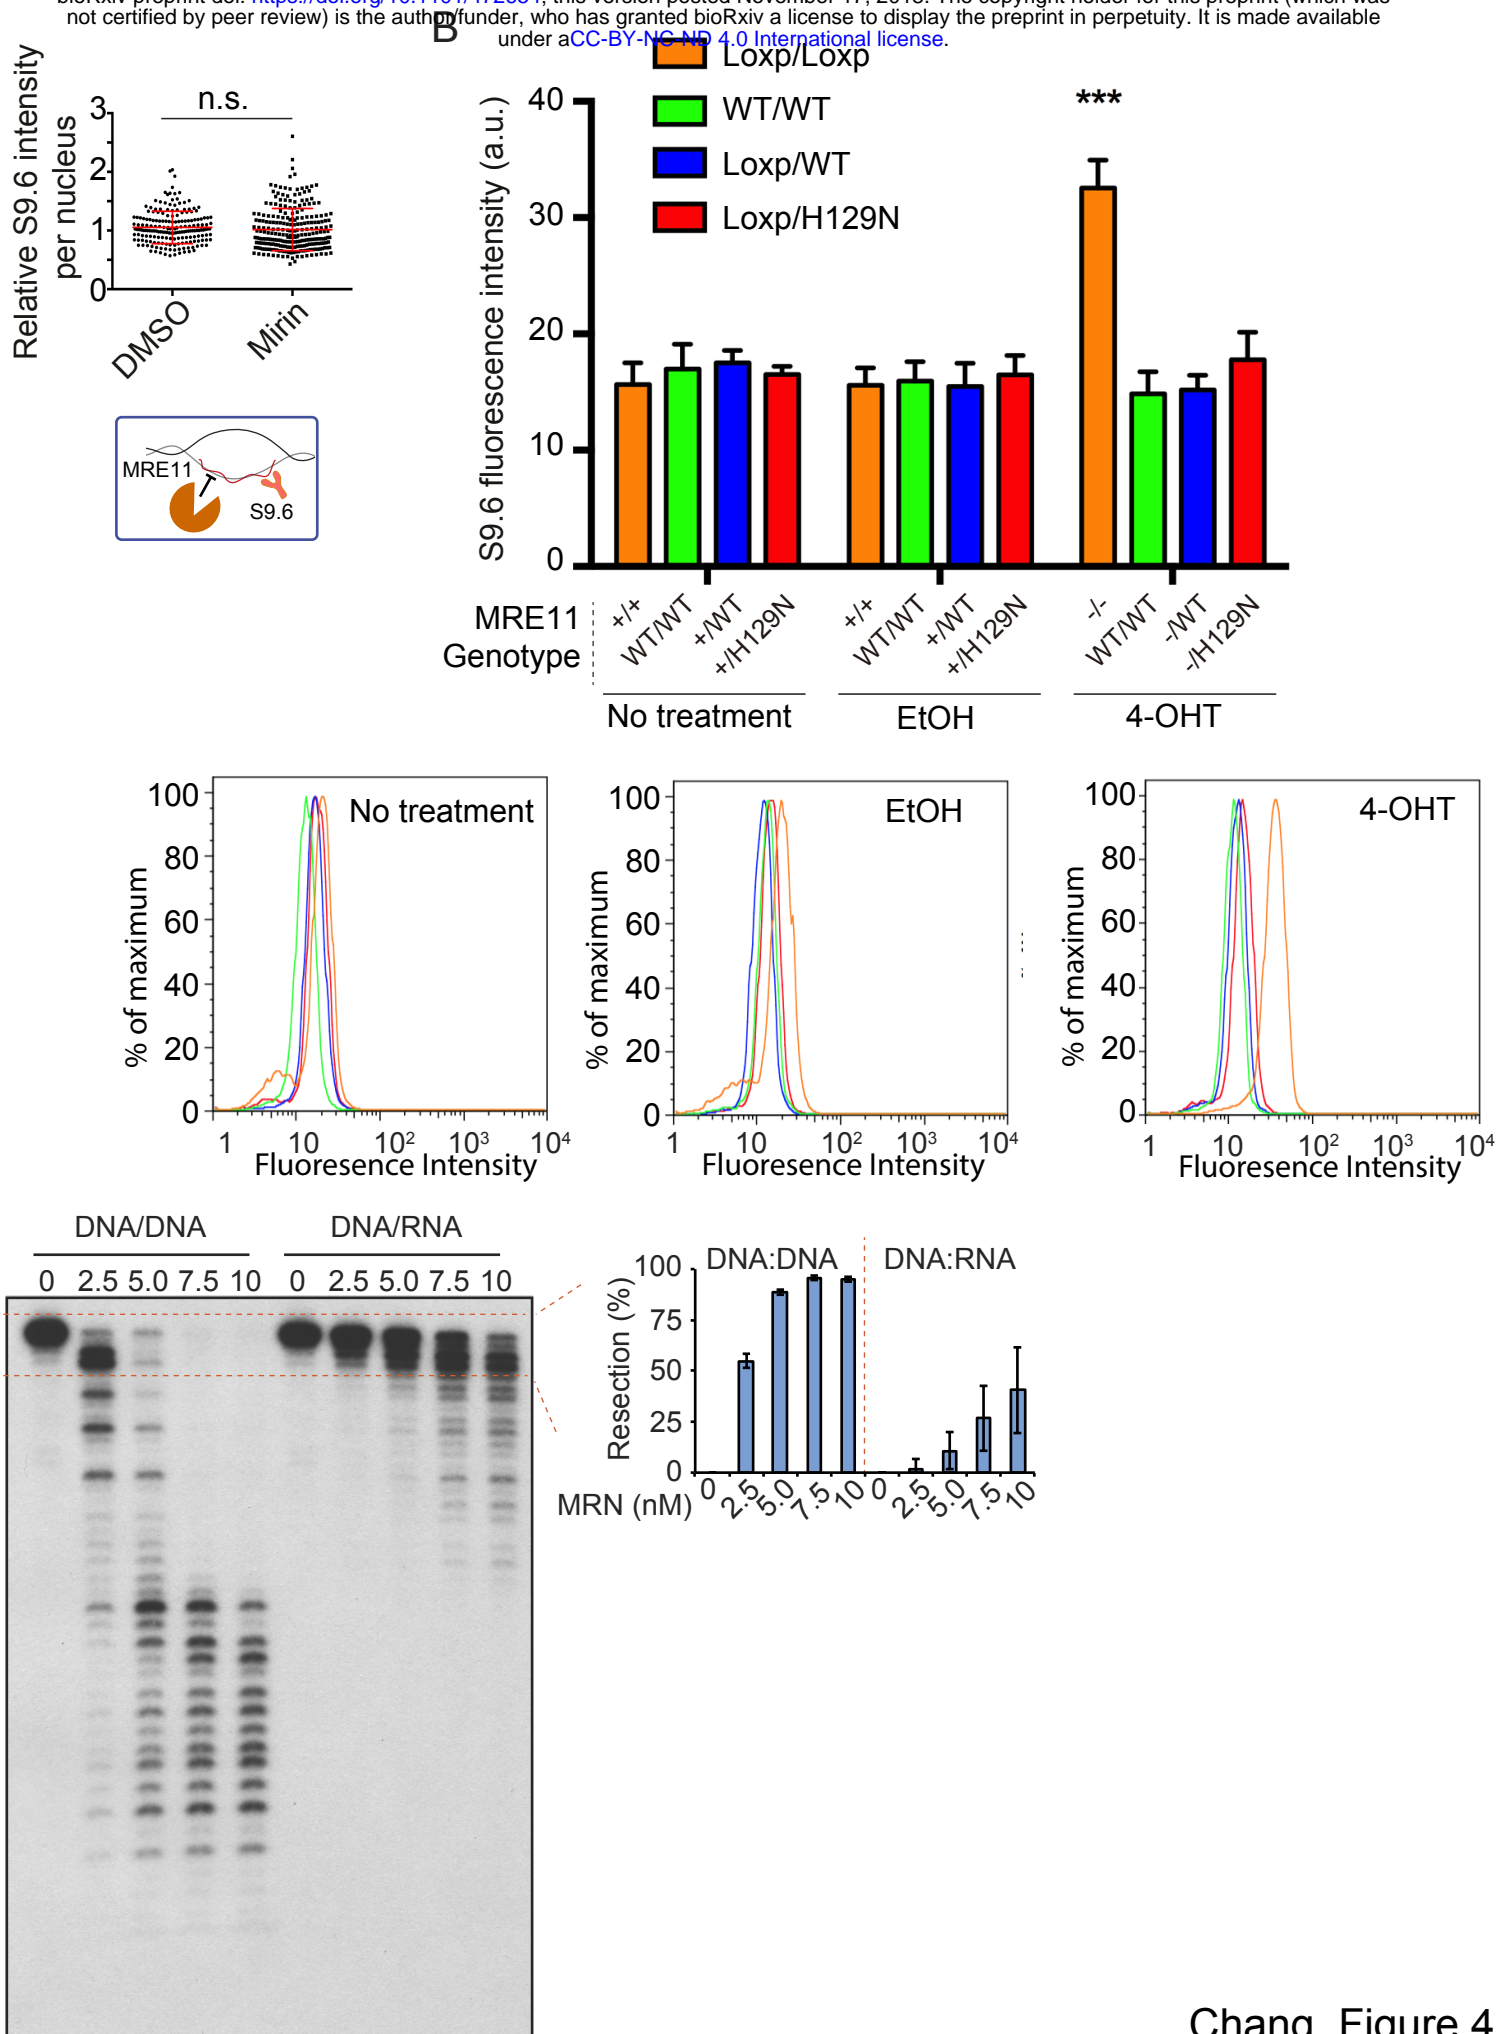 not certified by peer review) is the author/funder, who has granted bioRxiv a license to display the preprint in perpetuity. It is made available
under aCC-BY-NC-ND 4.0 International license.
B
Relative S9.6 intensity
per nucleus
n.s.
3
2
1
0
DMSO
Mirin
MRE11
S9.6
S9.6 fluorescence intensity (a.u.)
40
30
20
10
0
Loxp/Loxp
WT/WT
Loxp/WT
Loxp/H129N
***
MRE11
Genotype
+/+ WT/WT +/WT +/H129N
+/+ WT/WT +/WT +/H129N
-/- WT/WT -/WT -/H129N
No treatment EtOH 4-OHT
% of maximum
100
80
60
40
20
0
No treatment
1 10 10² 10³ 10⁴
Fluoresence Intensity
% of maximum
100
80
60
40
20
0
EtOH
1 10 10² 10³ 10⁴
Fluoresence Intensity
% of maximum
100
80
60
40
20
0
4-OHT
1 10 10² 10³ 10⁴
Fluoresence Intensity
DNA/DNA DNA/RNA
0 2.5 5.0 7.5 10 0 2.5 5.0 7.5 10
Resection (%)
100
75
50
25
0
DNA:DNA DNA:RNA
MRN (nM) 0 2.5 5.0 7.5 10 0 2.5 5.0 7.5 10
Chang, Figure 4